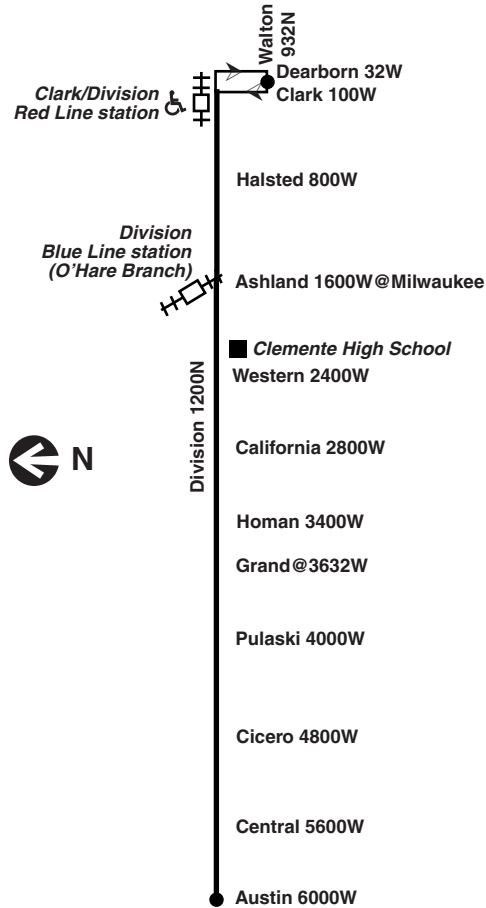 Walton
932N
Dearborn 32W
Clark 100W
Clark/Division
Red Line station
Halsted 800W
Division
Blue Line station
(O'Hare Branch)
Ashland 1600W@Milwaukee
Clemente High School
Western 2400W
Division 1200N
California 2800W
N
Homan 3400W
Grand@3632W
Pulaski 4000W
Cicero 4800W
Central 5600W
Austin 6000W